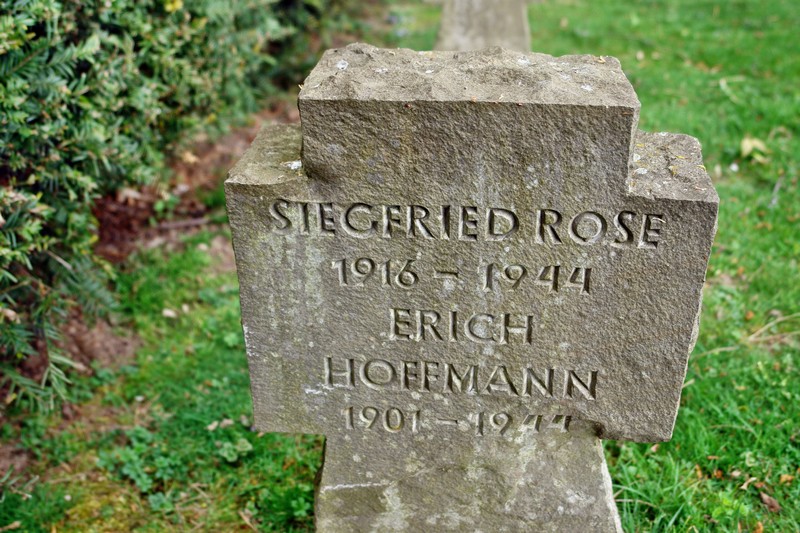 SIEGFRIED ROSE
1916 – 1944
ERICH
HOFFMANN
1901 – 1944